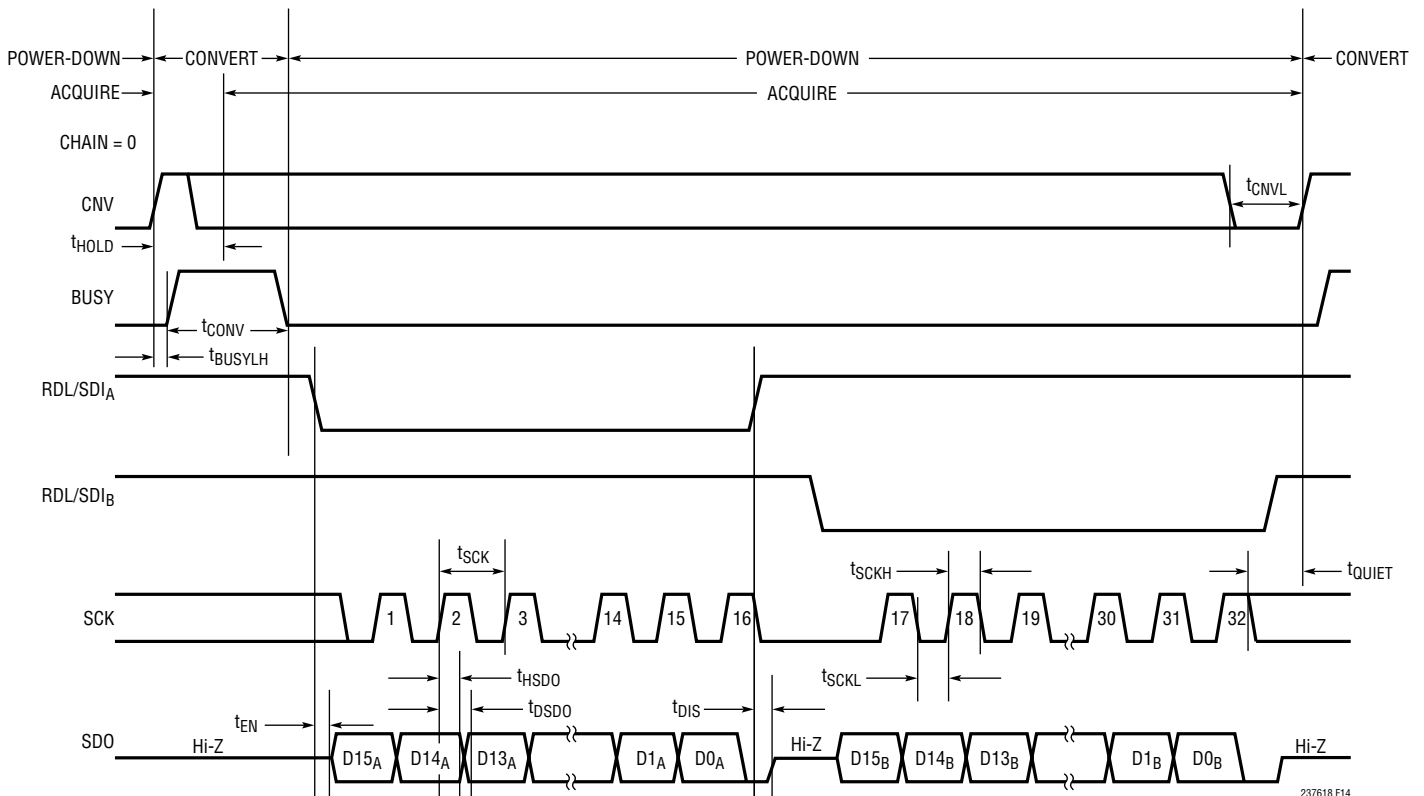 POWER-DOWN CONVERT POWER-DOWN CONVERT
ACQUIRE ACQUIRE
CHAIN = 0
CNV tCNVL
tHOLD
BUSY
tCONV
tBUSYLH
RDL/SDIA
RDL/SDIB
tSCK tSCKH tQUIET
SCK 1 2 3 14 15 16 17 18 19 30 31 32
tHSDO tSCKL
tEN tDSDO tDIS
SDO Hi-Z D15A D14A D13A D1A D0A Hi-Z D15B D14B D13B D1B D0B Hi-Z
237618 F14